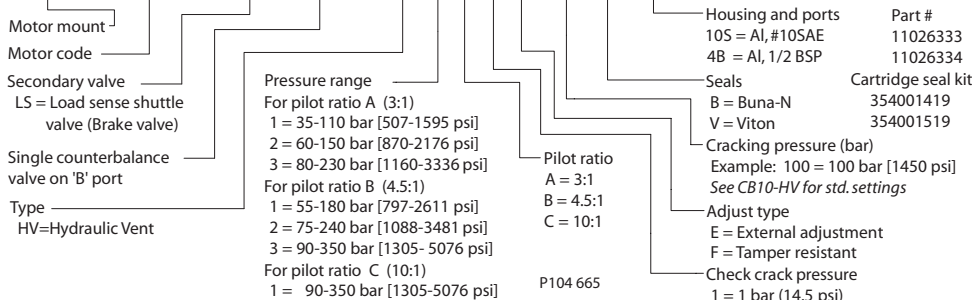 Motor mount
Motor code
Secondary valve
LS = Load sense shuttle
valve (Brake valve)
Single counterbalance
valve on 'B' port
Type
HV=Hydraulic Vent
Pressure range
For pilot ratio A (3:1)
1 = 35-110 bar [507-1595 psi]
2 = 60-150 bar [870-2176 psi]
3 = 80-230 bar [1160-3336 psi]
For pilot ratio B (4.5:1)
1 = 55-180 bar [797-2611 psi]
2 = 75-240 bar [1088-3481 psi]
3 = 90-350 bar [1305- 5076 psi]
For pilot ratio C (10:1)
1 = 90-350 bar [1305-5076 psi]
Pilot ratio
A = 3:1
B = 4.5:1
C = 10:1
P104 665
Housing and ports Part #
10S = Al, #10SAE 11026333
4B = Al, 1/2 BSP 11026334
Seals Cartridge seal kit
B = Buna-N 354001419
V = Viton 354001519
Cracking pressure (bar)
Example: 100 = 100 bar [1450 psi]
See CB10-HV for std. settings
Adjust type
E = External adjustment
F = Tamper resistant
Check crack pressure
1 = 1 bar (14.5 psi)